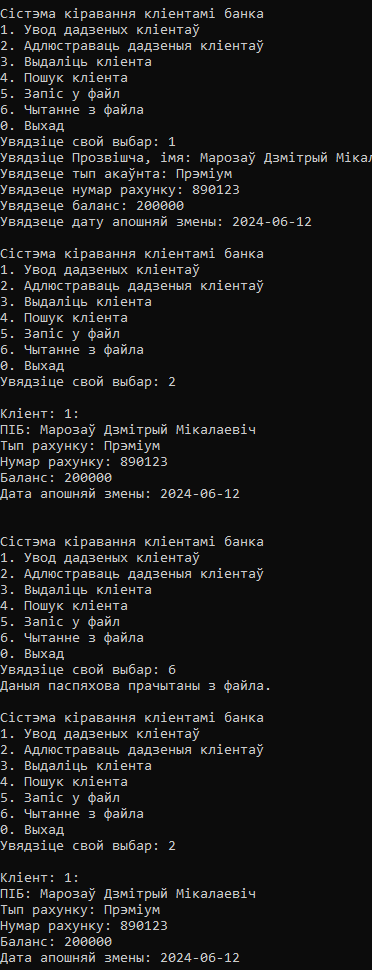 Сістэма кіравання кліентамі банка
1. Увод дадзеных кліентаў
2. Адлюстраваць дадзеныя кліентаў
3. Выдаліць кліента
4. Пошук кліента
5. Запіс у файл
6. Чытанне з файла
0. Выхад
Увядзіце свой выбар: 1
Увядзіце Прозвішча, імя: Марозаў Дзмітрый Мікал
Увядзеце тып акаўнта: Прэміум
Увядзеце нумар рахунку: 890123
Увядзеце баланс: 200000
Увядзеце дату апошняй змены: 2024-06-12
Сістэма кіравання кліентамі банка
1. Увод дадзеных кліентаў
2. Адлюстраваць дадзеныя кліентаў
3. Выдаліць кліента
4. Пошук кліента
5. Запіс у файл
6. Чытанне з файла
0. Выхад
Увядзіце свой выбар: 2
Кліент: 1:
ПІБ: Марозаў Дзмітрый Мікалаевіч
Тып рахунку: Прэміум
Нумар рахунку: 890123
Баланс: 200000
Дата апошняй змены: 2024-06-12
Сістэма кіравання кліентамі банка
1. Увод дадзеных кліентаў
2. Адлюстраваць дадзеныя кліентаў
3. Выдаліць кліента
4. Пошук кліента
5. Запіс у файл
6. Чытанне з файла
0. Выхад
Увядзіце свой выбар: 6
Даныя паспяхова прачытаны з файла.
Сістэма кіравання кліентамі банка
1. Увод дадзеных кліентаў
2. Адлюстраваць дадзеныя кліентаў
3. Выдаліць кліента
4. Пошук кліента
5. Запіс у файл
6. Чытанне з файла
0. Выхад
Увядзіце свой выбар: 2
Кліент: 1:
ПІБ: Марозаў Дзмітрый Мікалаевіч
Тып рахунку: Прэміум
Нумар рахунку: 890123
Баланс: 200000
Дата апошняй змены: 2024-06-12